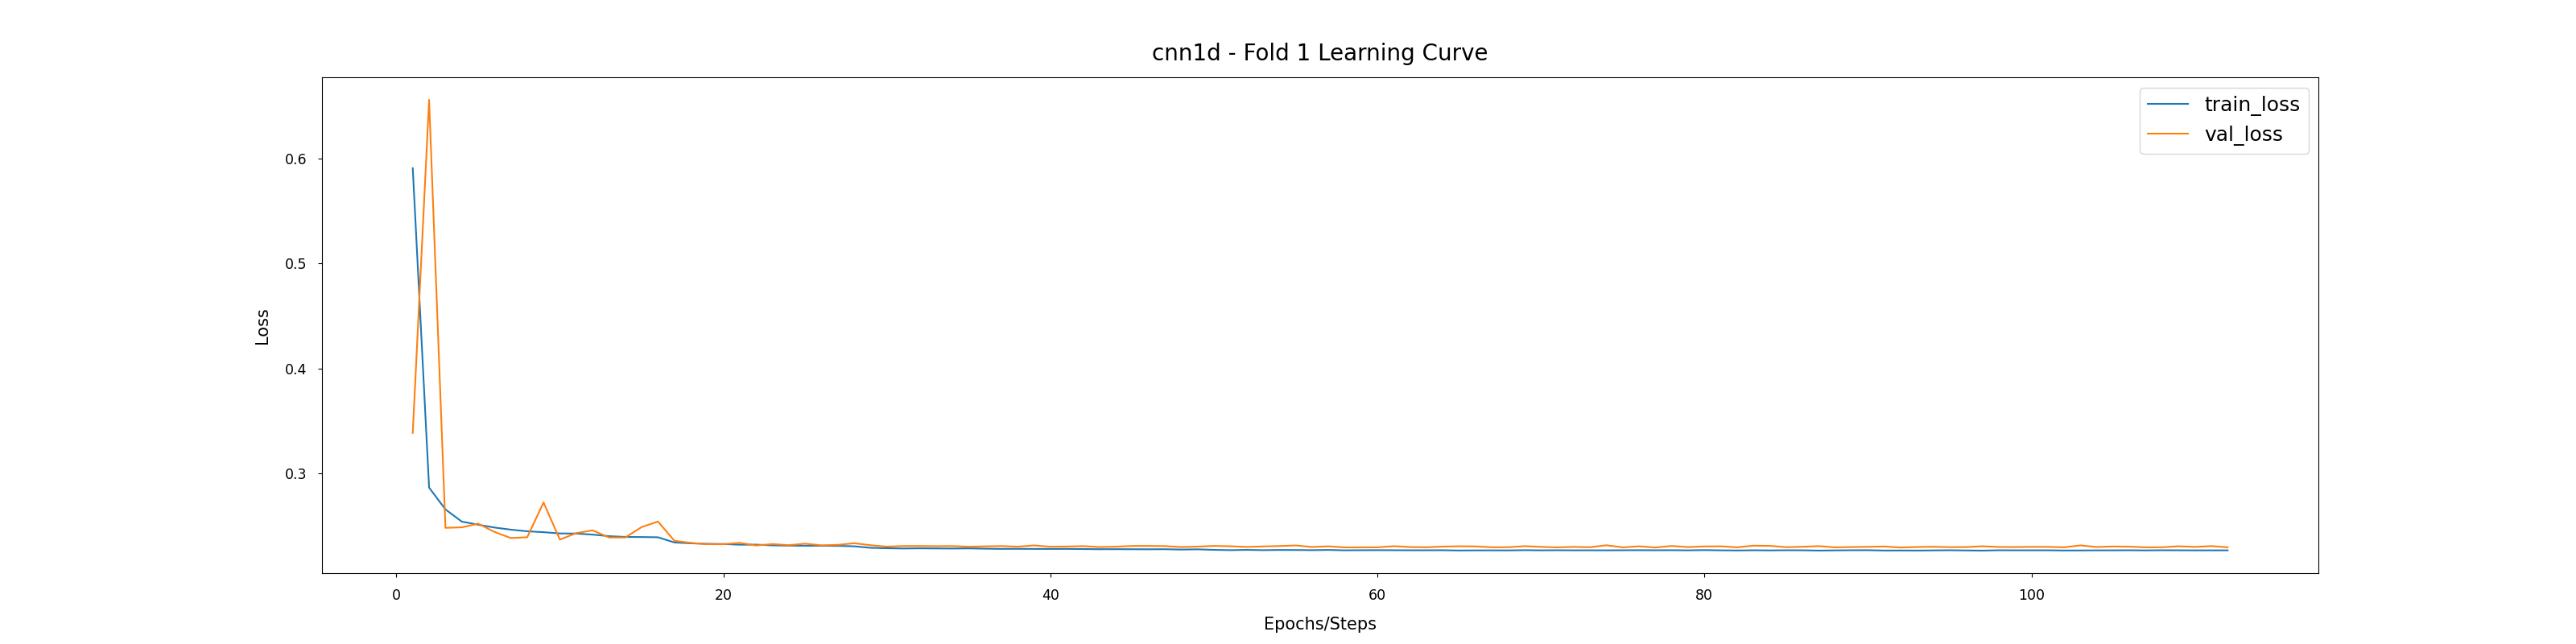 cnn1d - Fold 1 Learning Curve
train_loss
val_loss
0.6
0.5
0.4
0.3
Loss
0 20 40 60 80 100
Epochs/Steps